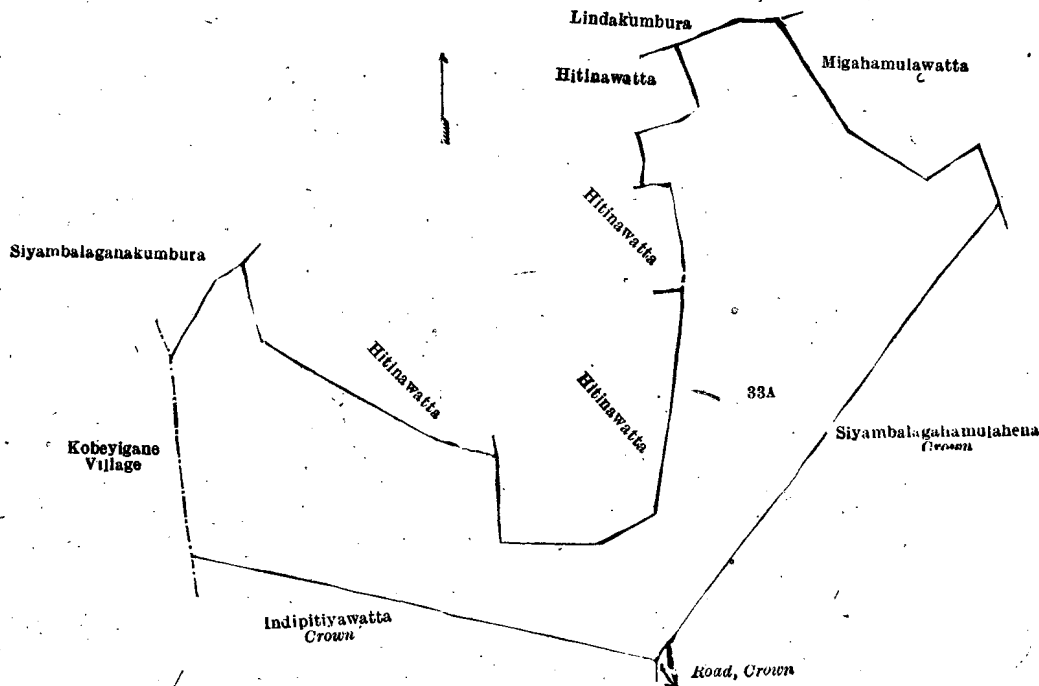 Lindakumbura
Hitinawatta
Migahamulawatta
Hitinawatta
Siyambalaganakumbura
Hitinawatta
Hitinawatta
33A
Siyambalagahamulahena
Crown
Kobeyigane
Village
Indipitiyawatta
Crown
Road, Crown